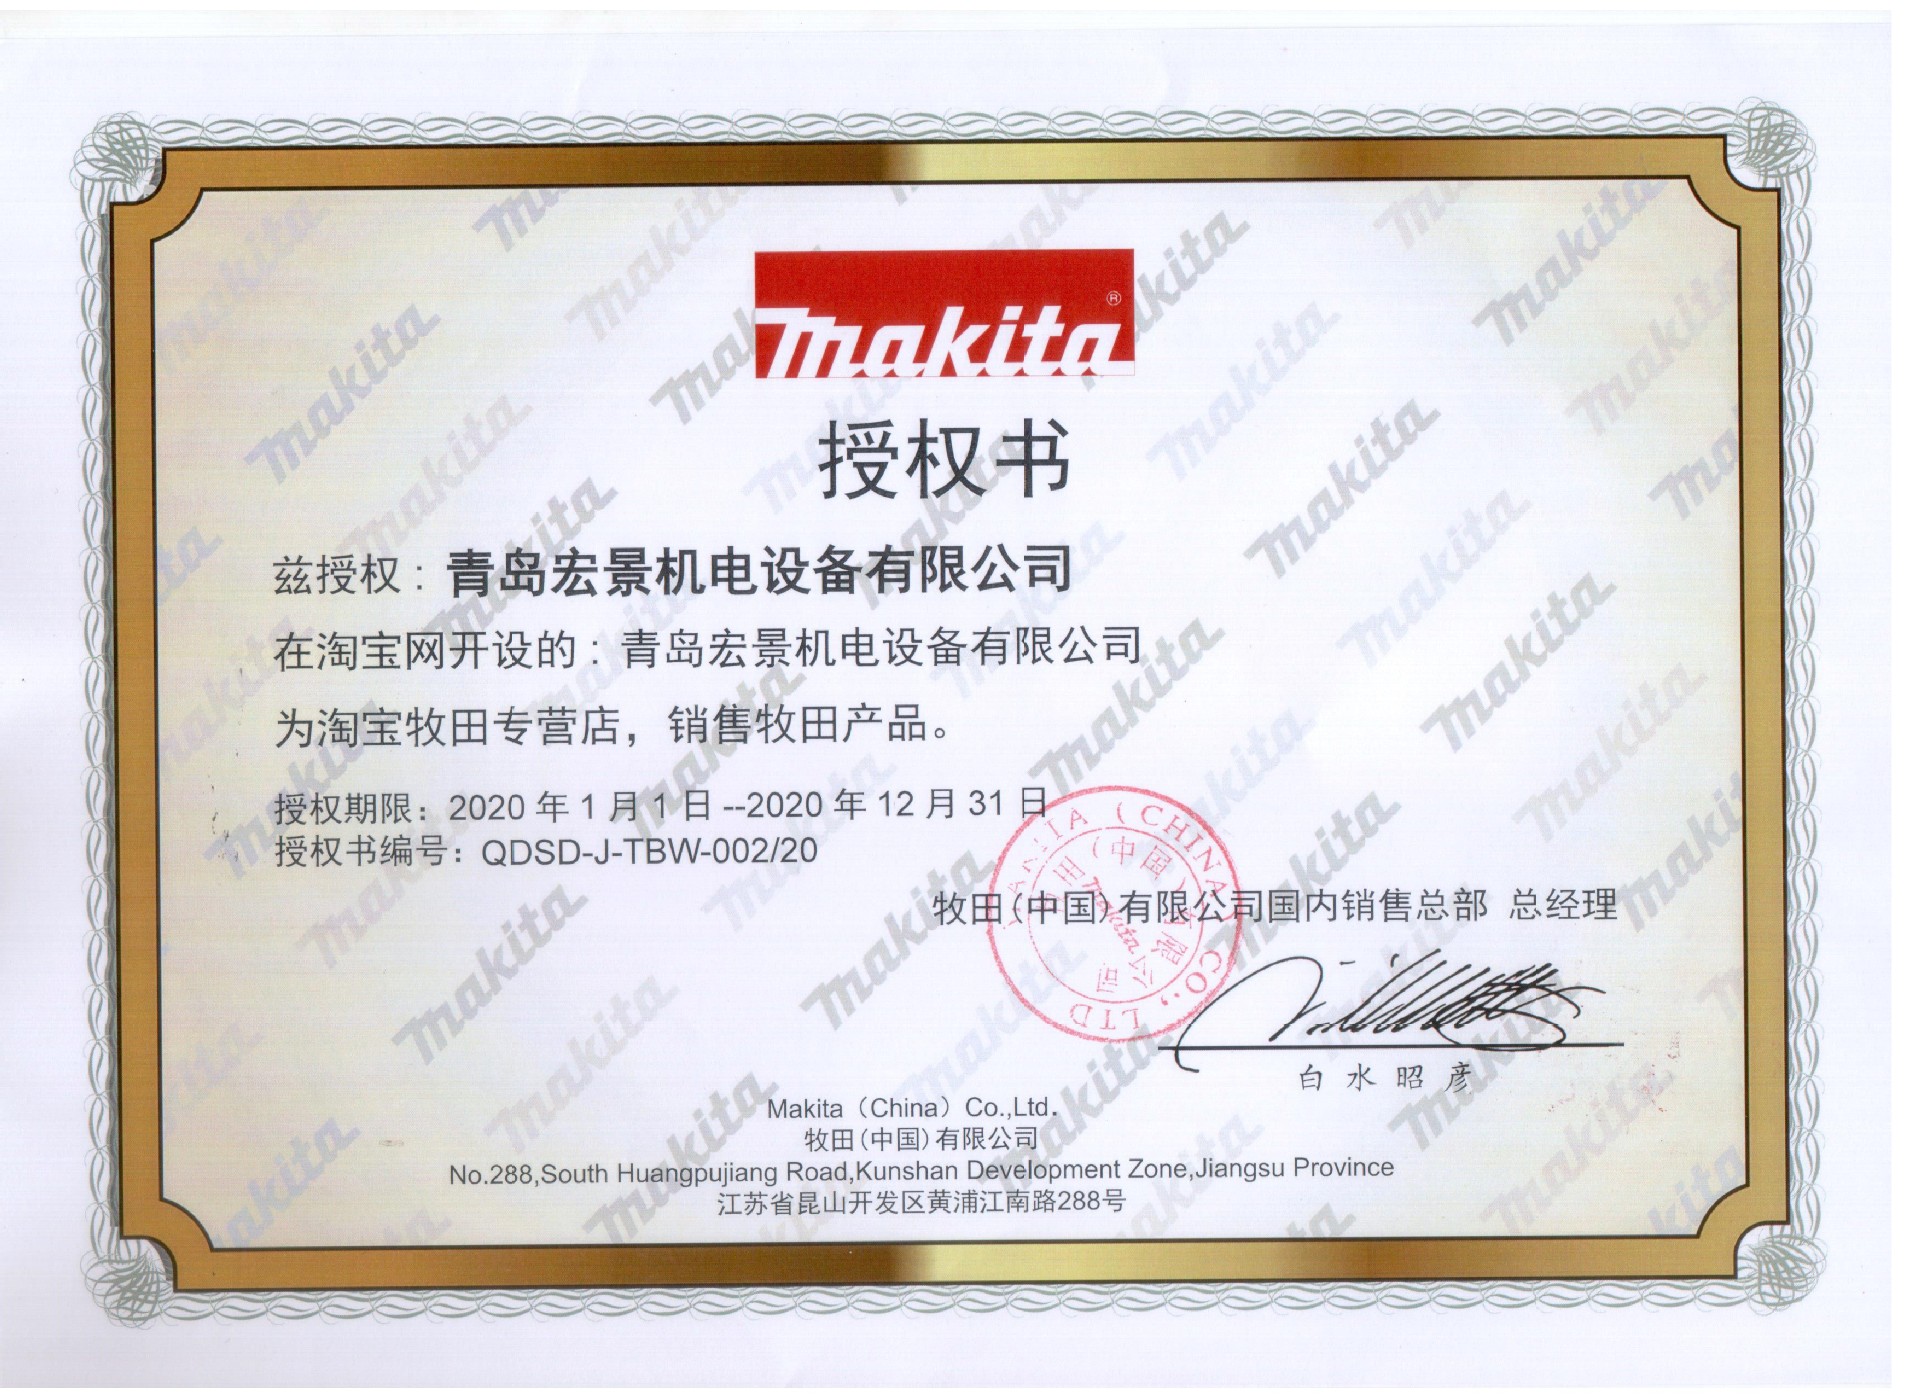 makita®
授权书
兹授权：青岛宏景机电设备有限公司
在淘宝网开设的：青岛宏景机电设备有限公司
为淘宝牧田专营店，销售牧田产品。
授权期限：2020 年 1 月 1 日 --2020 年 12 月 31 日
授权书编号：QDSD-J-TBW-002/20
牧田(中国)有限公司国内销售总部 总经理
白水昭彦
Makita（China）Co.,Ltd.
牧田(中国)有限公司
No.288,South Huangpujiang Road,Kunshan Development Zone,Jiangsu Province
江苏省昆山开发区黄浦江南路288号